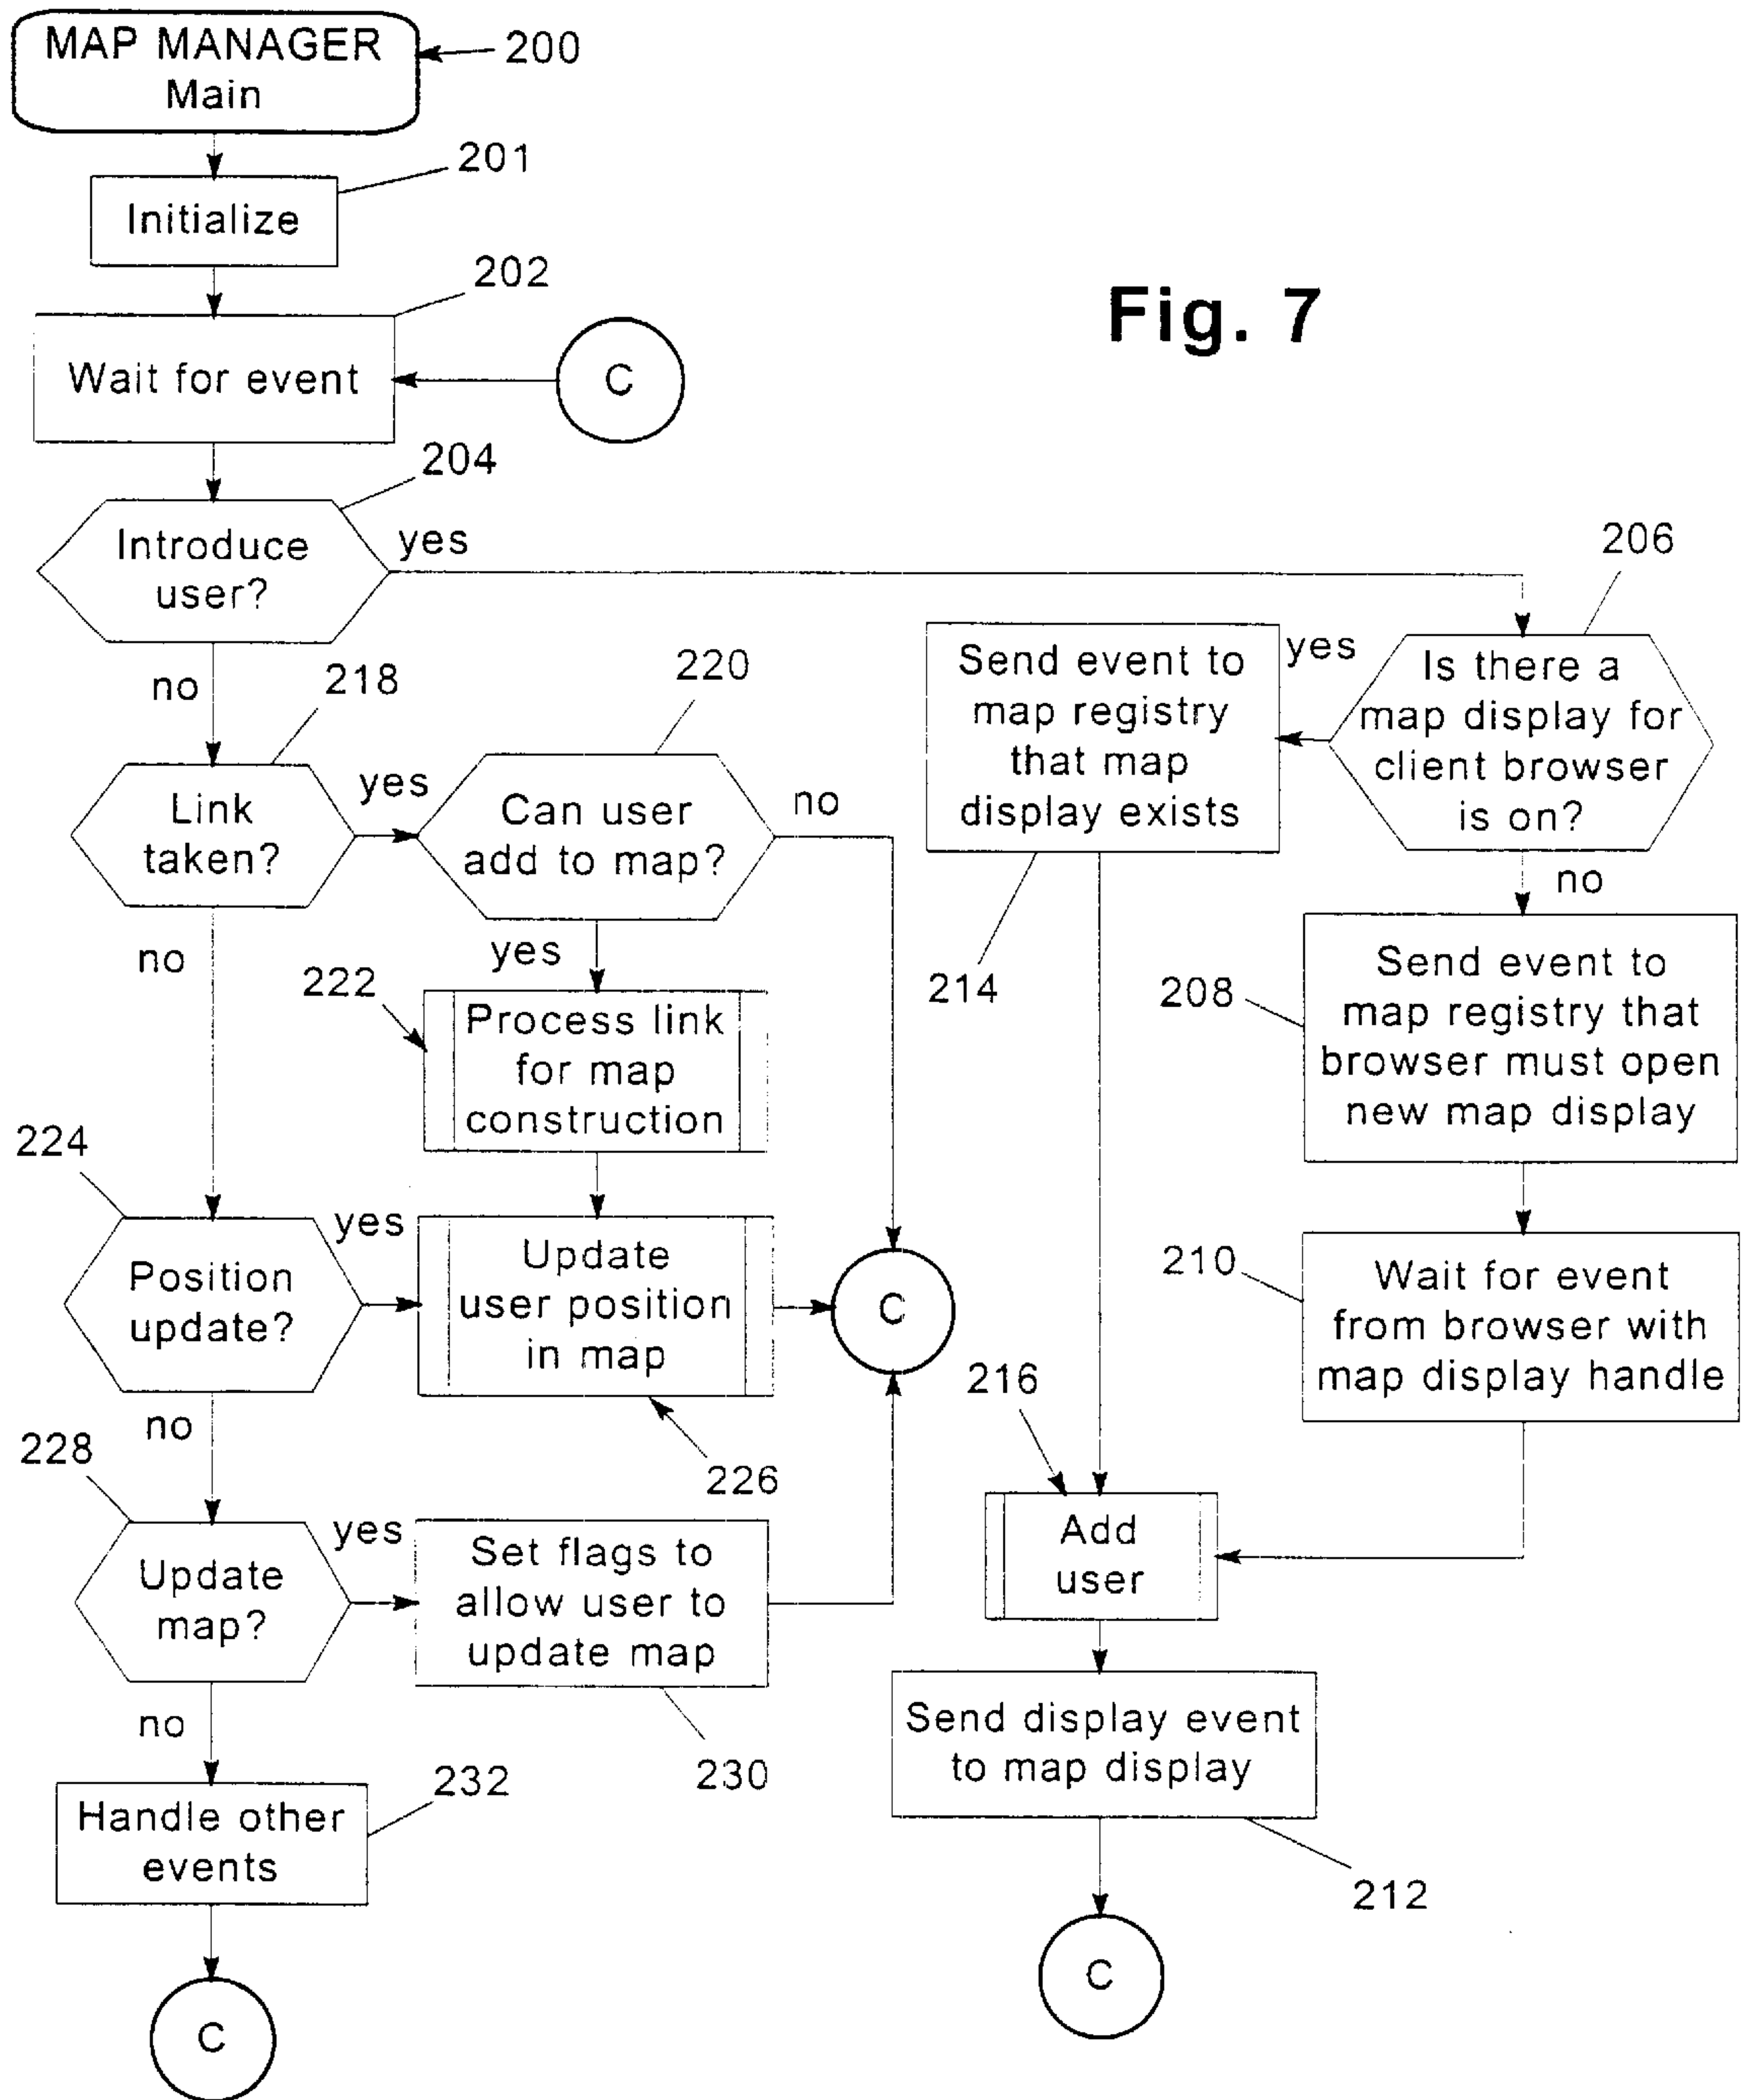 MAP MANAGER
Main
200
201
Initialize
202
Wait for event
C
Fig. 7
204
Introduce
user?
yes
no
206
Is there a
map display for
client browser
is on?
yes
no
Send event to
map registry
that map
display exists
214
218
Link
taken?
yes
no
220
Can user
add to map?
no
yes
222
Process link
for map
construction
208
Send event to
map registry that
browser must open
new map display
224
Position
update?
yes
no
Update
user position
in map
226
C
210
Wait for event
from browser with
map display handle
216
Add
user
228
Update
map?
yes
no
Set flags to
allow user to
update map
230
Send display event
to map display
212
C
232
Handle other
events
C